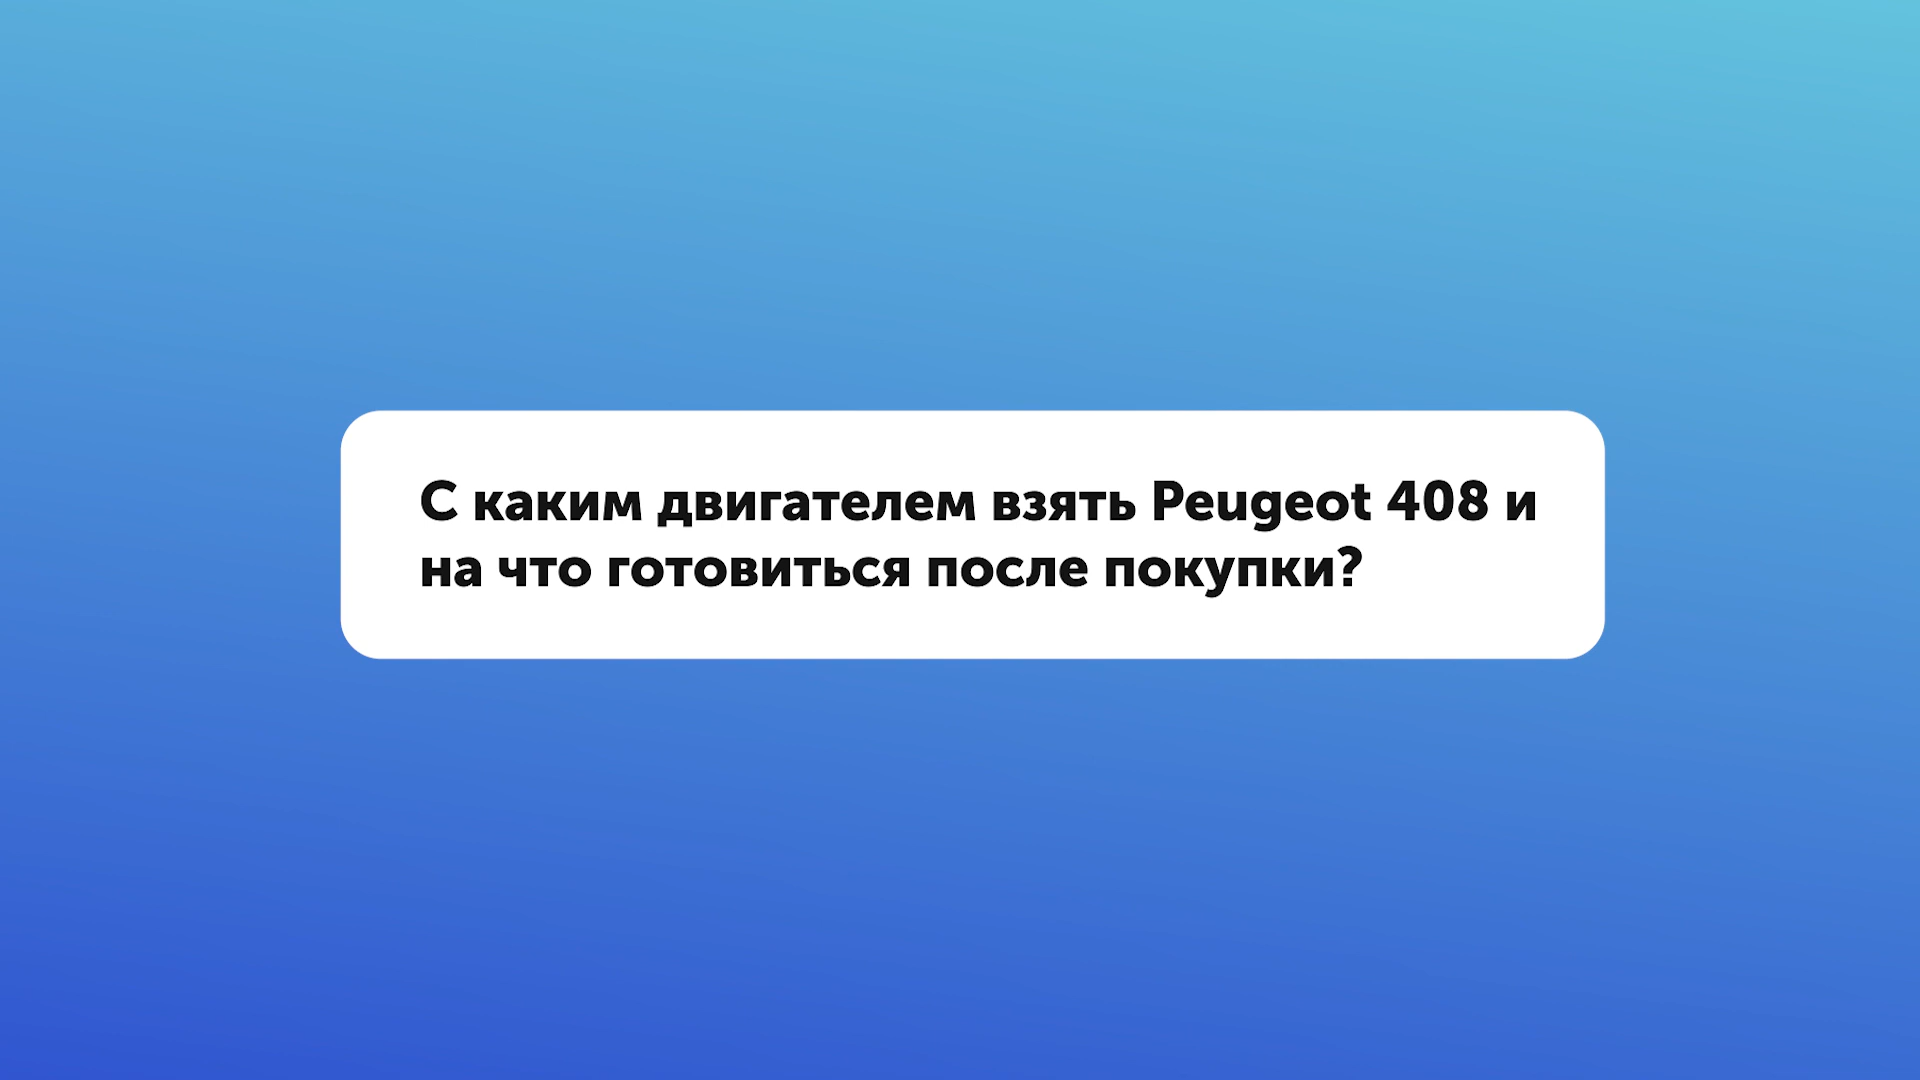 С каким двигателем взять Peugeot 408 и
на что готовиться после покупки?